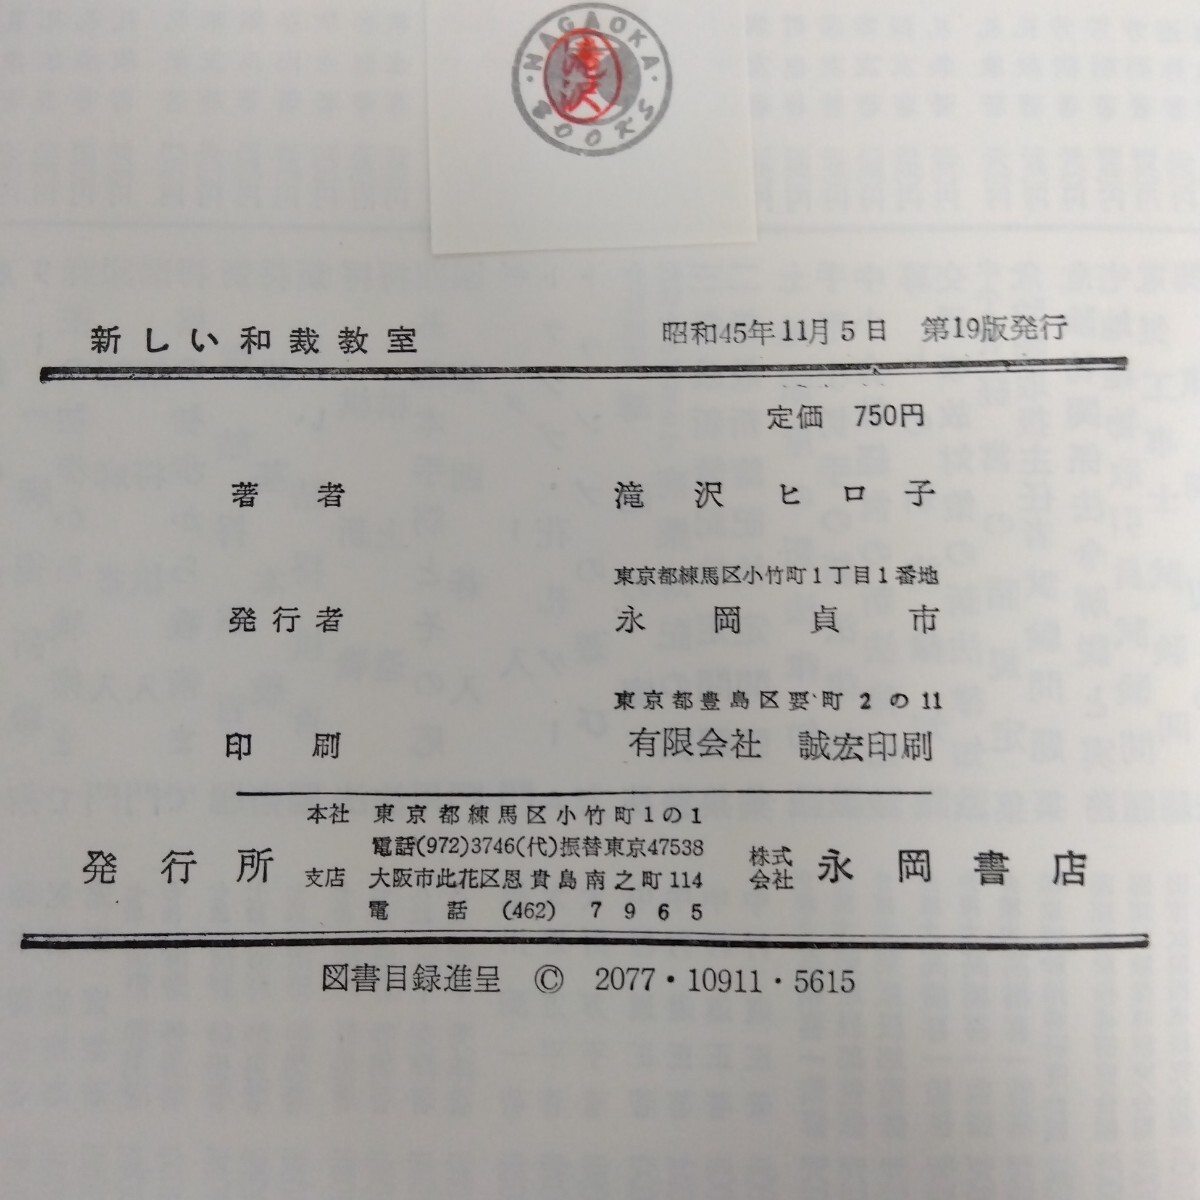 NAGAOKA
滝沢
BOOKS
新しい和裁教室
昭和45年11月5日 第19版発行
定価 750円
著者 滝沢ヒロ子
東京都練馬区小竹町1丁目1番地
発行者 永岡貞市
東京都豊島区要町2の11
印刷 有限会社 誠宏印刷
発行所
本社 東京都練馬区小竹町1の1
電話(972)3746(代)振替東京47538
支店 大阪市此花区恩貴島南之町114
電話 (462) 7965
株式会社 永岡書店
図書目録進呈 © 2077・10911・5615